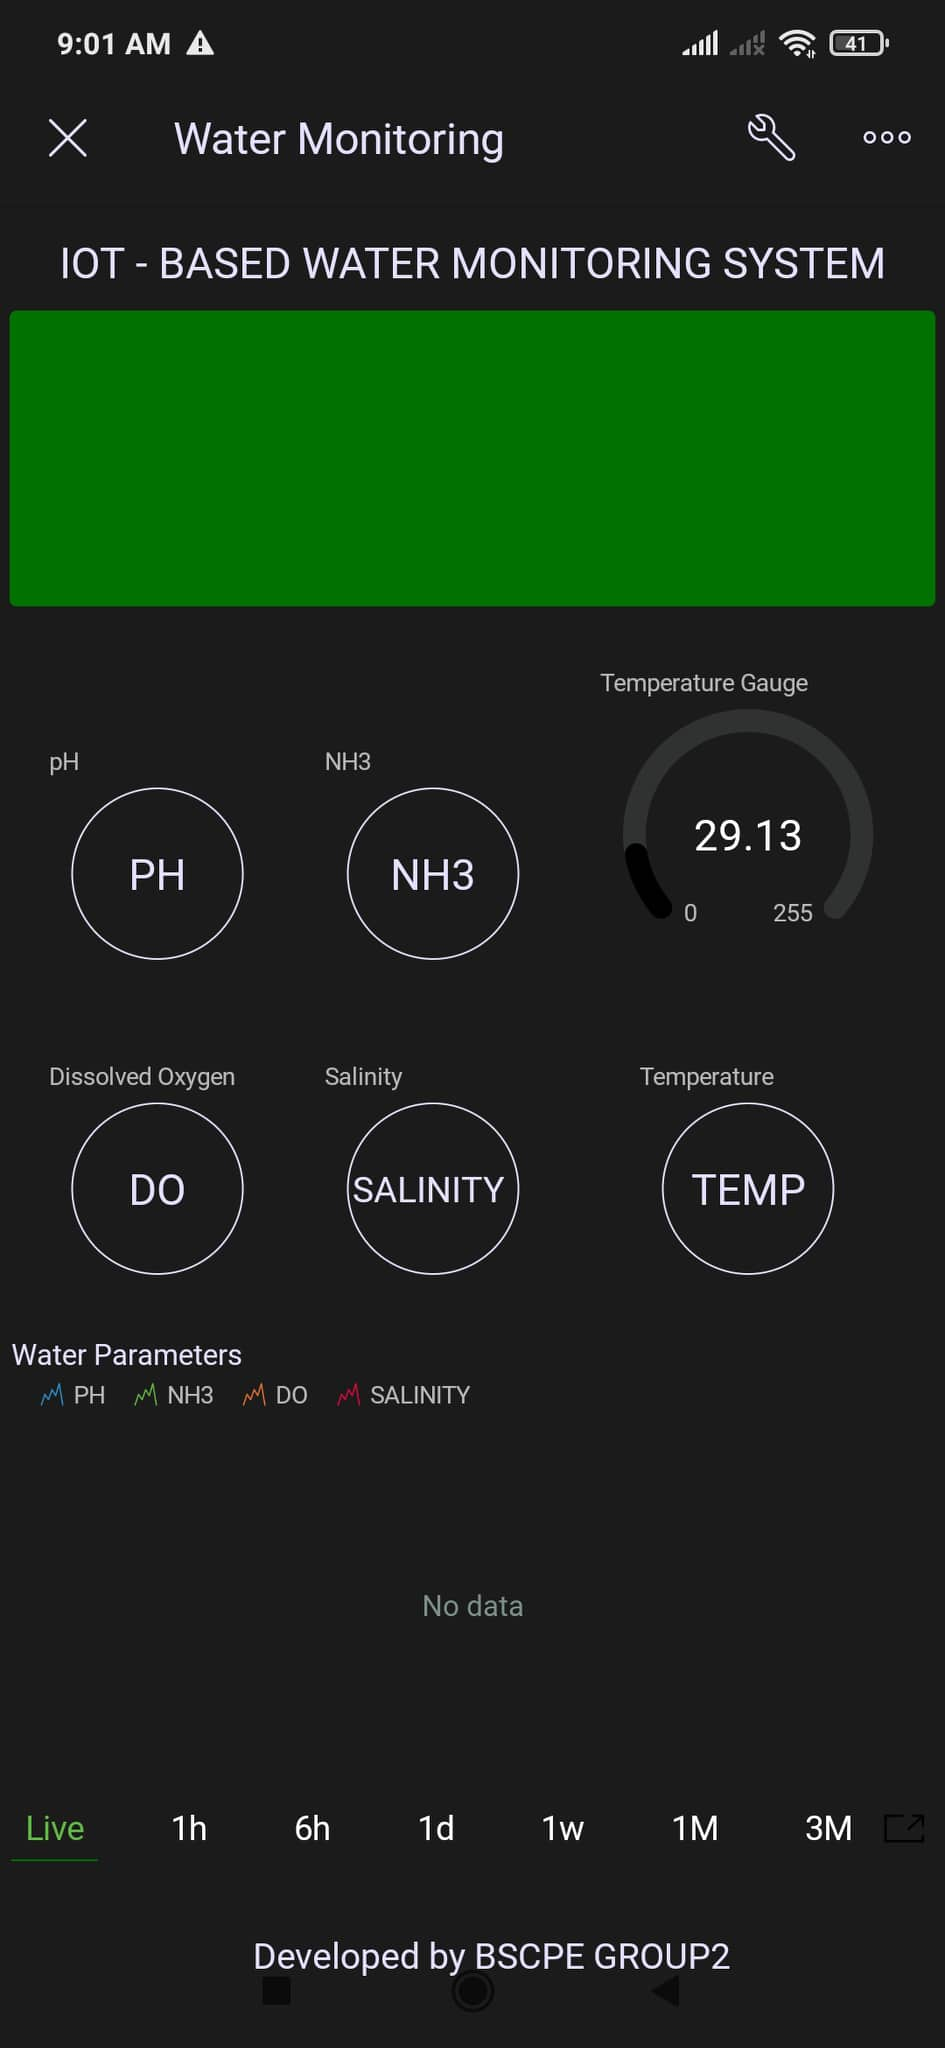 9:01 AM
41
Water Monitoring
IOT - BASED WATER MONITORING SYSTEM
Temperature Gauge
29.13
0 255
pH
PH
NH3
NH3
Dissolved Oxygen
DO
Salinity
SALINITY
Temperature
TEMP
Water Parameters
PH NH3 DO SALINITY
No data
Live 1h 6h 1d 1w 1M 3M
Developed by BSCPE GROUP2